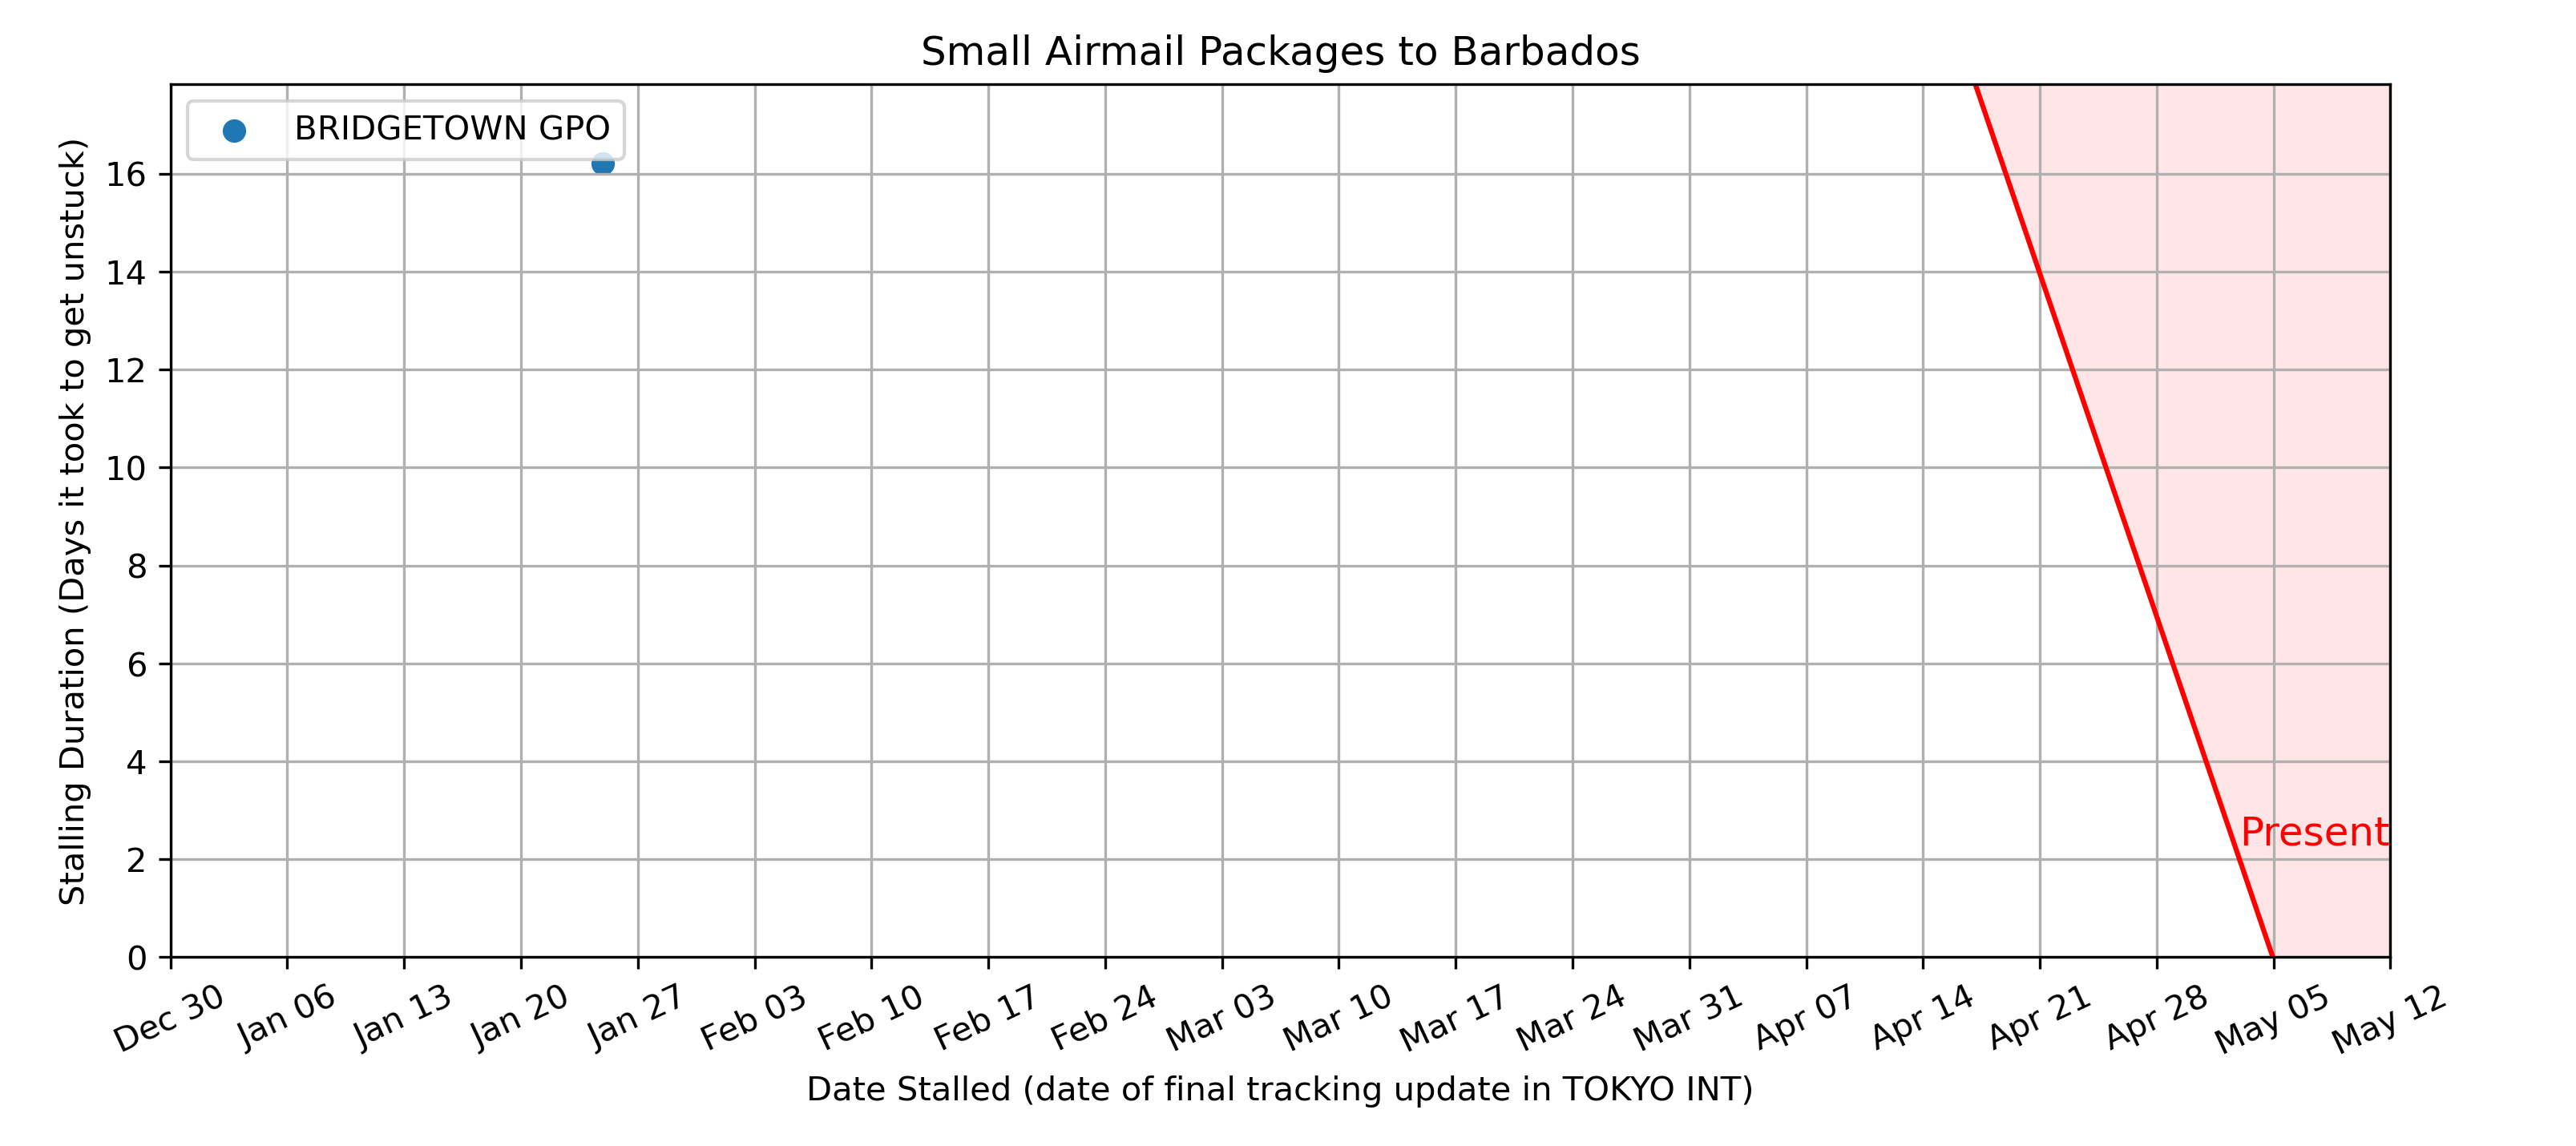 Small Airmail Packages to Barbados
BRIDGETOWN GPO
Stalling Duration (Days it took to get unstuck)
16
14
12
10
8
6
4
2
0
Present
Dec 30
Jan 06
Jan 13
Jan 20
Jan 27
Feb 03
Feb 10
Feb 17
Feb 24
Mar 03
Mar 10
Mar 17
Mar 24
Mar 31
Apr 07
Apr 14
Apr 21
Apr 28
May 05
May 12
Date Stalled (date of final tracking update in TOKYO INT)